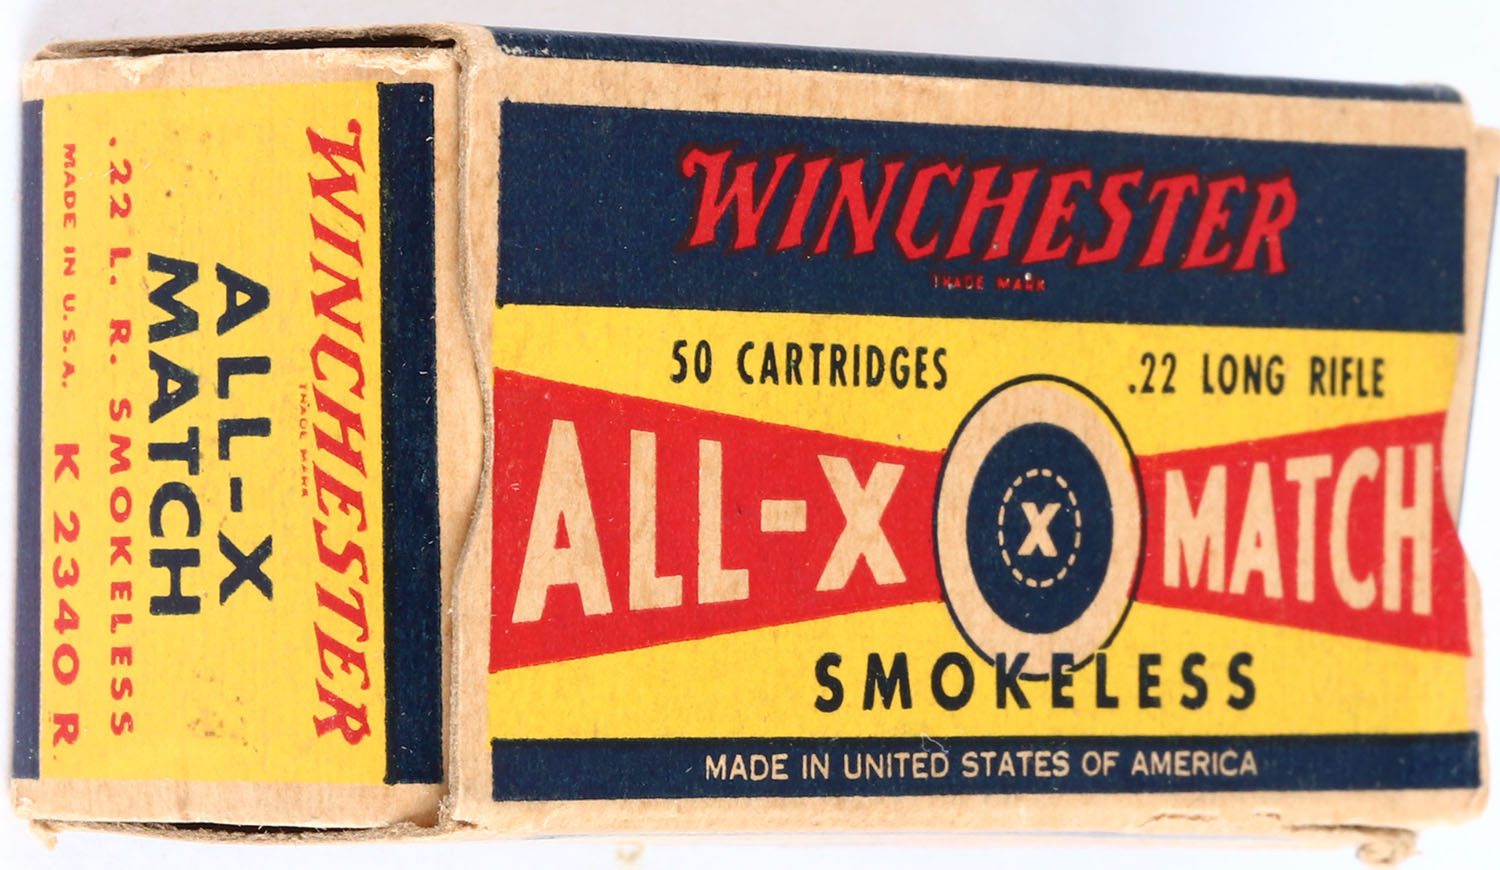 WINCHESTER
TRADE MARK
50 CARTRIDGES
.22 LONG RIFLE
ALL-X X MATCH
SMOKELESS
MADE IN UNITED STATES OF AMERICA
WINCHESTER
TRADE MARK
ALL-X
MATCH
.22 L. R. SMOKELESS
MADE IN U.S.A. K 2340 R